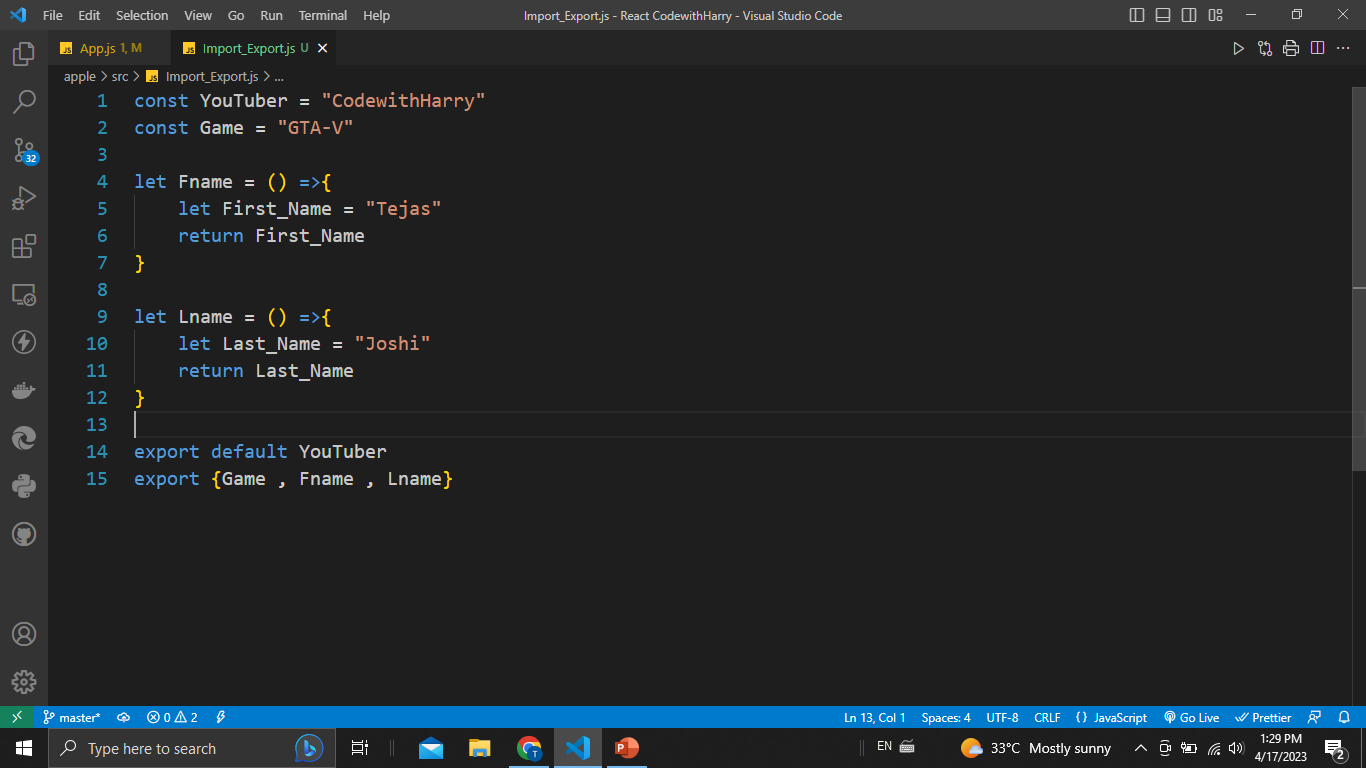 File Edit Selection View Go Run Terminal Help Import_Export.js - React CodewithHarry - Visual Studio Code
JS App.js 1, M JS Import_Export.js U
apple > src > JS Import_Export.js > ...
1 const YouTuber = "CodewithHarry"
2 const Game = "GTA-V"
3
4 let Fname = () =>{
5 let First_Name = "Tejas"
6 return First_Name
7 }
8
9 let Lname = () =>{
10 let Last_Name = "Joshi"
11 return Last_Name
12 }
13
14 export default YouTuber
15 export {Game , Fname , Lname}
32
master* 0 2 Ln 13, Col 1 Spaces: 4 UTF-8 CRLF {} JavaScript Go Live Prettier
Type here to search T P EN 33°C Mostly sunny 1:29 PM
4/17/2023 2